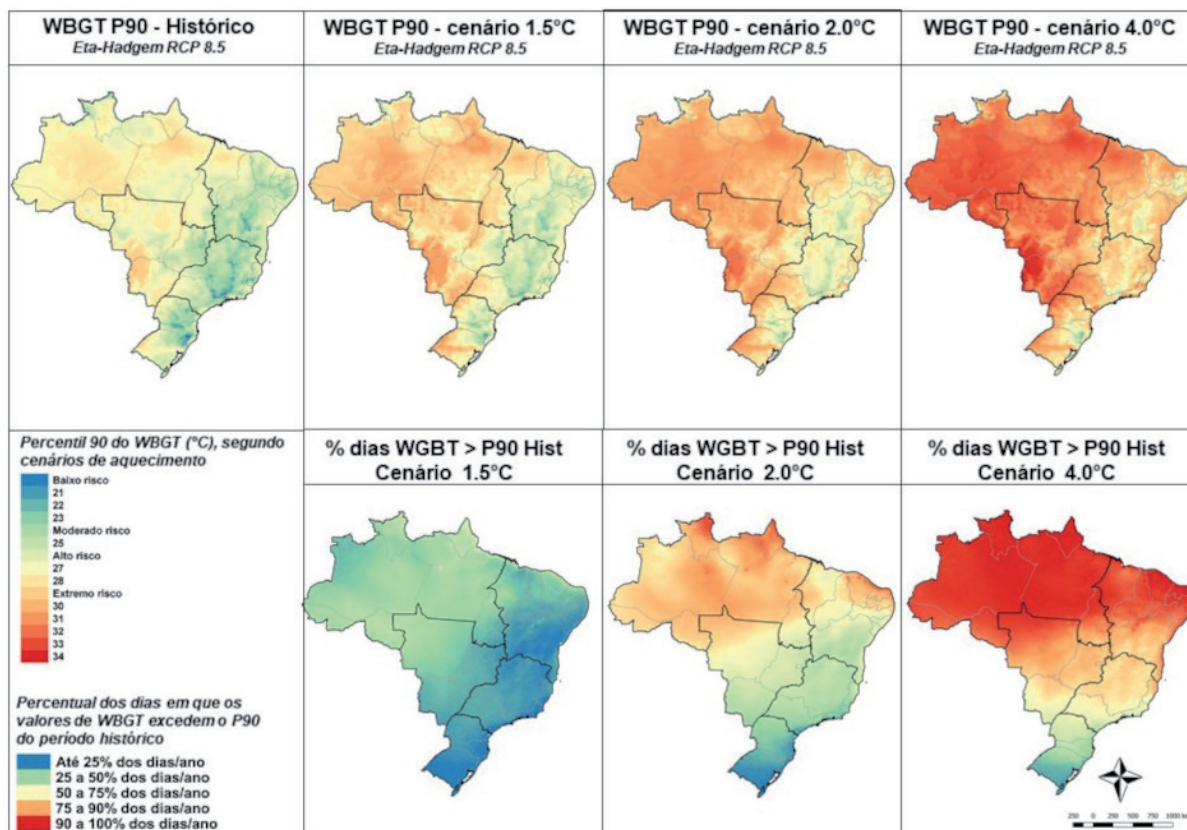 WBGT P90 - Histórico
Eta-Hadgem RCP 8.5
WBGT P90 - cenário 1.5°C
Eta-Hadgem RCP 8.5
WBGT P90 - cenário 2.0°C
Eta-Hadgem RCP 8.5
WBGT P90 - cenário 4.0°C
Eta-Hadgem RCP 8.5
Percentil 90 do WBGT (°C), segundo
cenários de aquecimento
Baixo risco
21
22
23
Moderado risco
25
Alto risco
27
28
Extremo risco
30
31
32
33
34
Percentual dos dias em que os
valores de WBGT excedem o P90
do período histórico
Até 25% dos dias/ano
25 a 50% dos dias/ano
50 a 75% dos dias/ano
75 a 90% dos dias/ano
90 a 100% dos dias/ano
% dias WGBT > P90 Hist
Cenário 1.5°C
% dias WGBT > P90 Hist
Cenário 2.0°C
% dias WGBT > P90 Hist
Cenário 4.0°C
250 0 250 500 750 1000